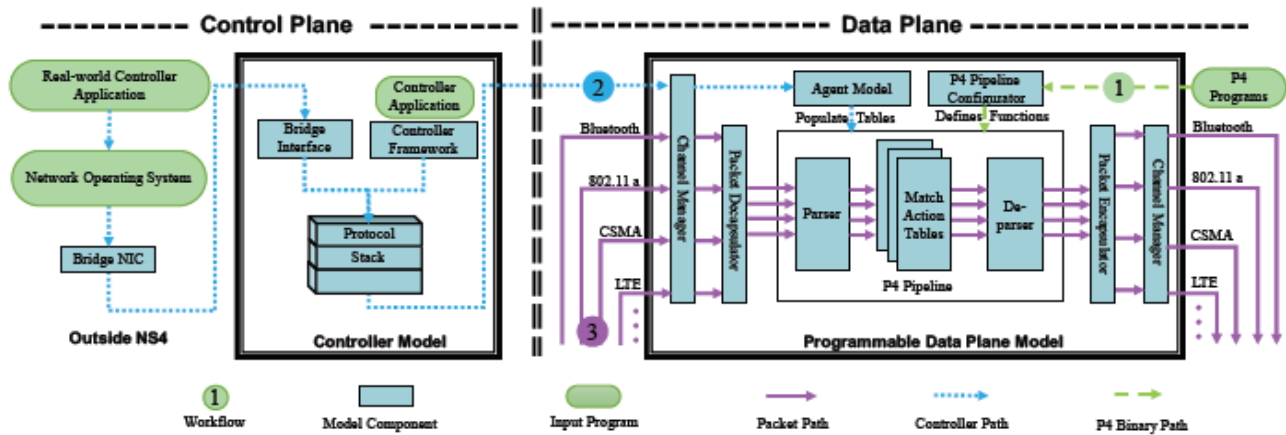 Control Plane
Data Plane
Real-world Controller
Application
Network Operating System
Bridge NIC
Outside NS4
Bridge
Interface
Controller
Application
Controller
Framework
Protocol
Stack
Controller Model
2
Bluetooth
802.11 a
CSMA
LTE
3
Channel Manager
Packet Decapsulator
Agent Model
Populate Tables
P4 Pipeline
Configurator
Defines Functions
1
P4
Programs
Parser
Match
Action
Tables
De-
parser
P4 Pipeline
Packet Encapsulator
Channel Manager
Bluetooth
802.11 a
CSMA
LTE
Programmable Data Plane Model
1
Workflow
Model Component
Input Program
Packet Path
Controller Path
P4 Binary Path